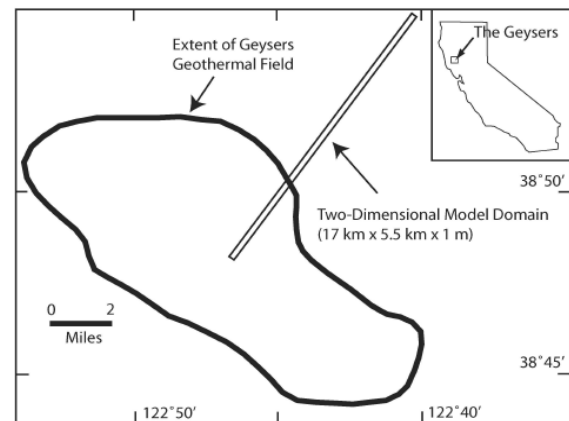 Extent of Geysers
Geothermal Field
The Geysers
38˚50′
Two-Dimensional Model Domain
(17 km x 5.5 km x 1 m)
0 2
Miles
38˚45′
122˚50′ 122˚40′